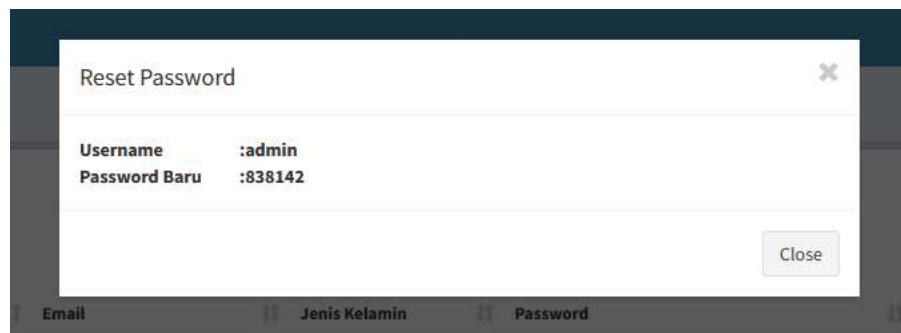 Reset Password
Username :admin
Password Baru :838142
Close
Email Jenis Kelamin Password